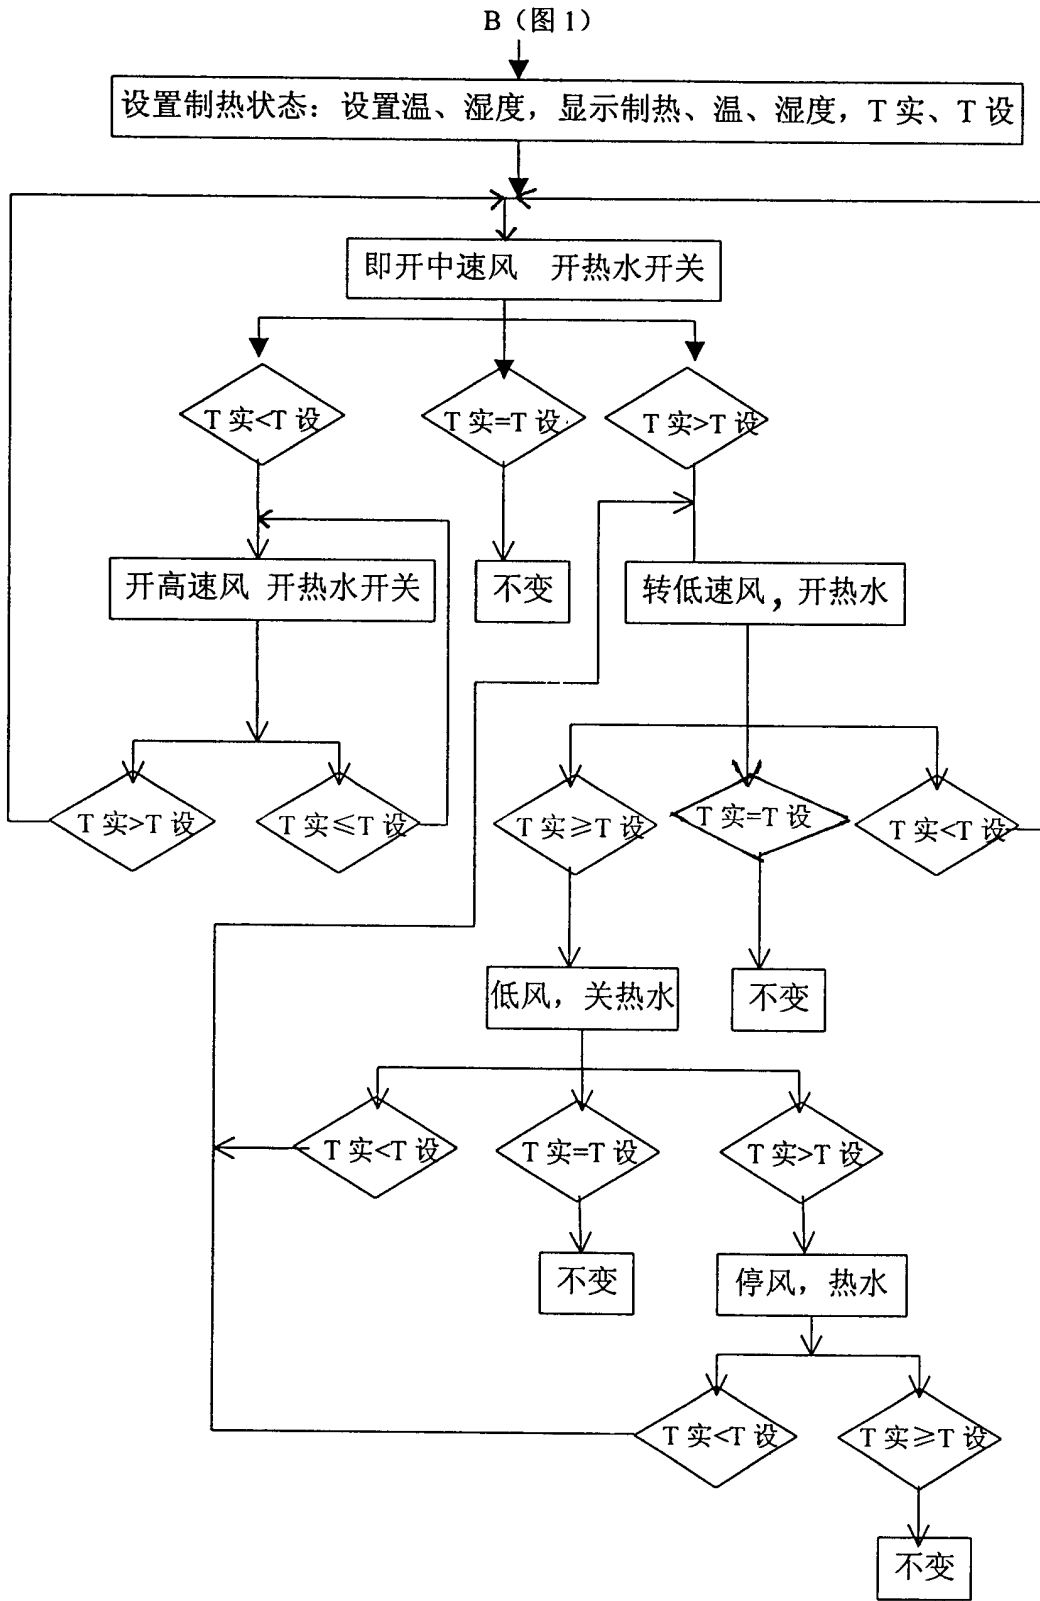 B（图1）
设置制热状态：设置温、湿度，显示制热、温、湿度，T 实、T 设
即开中速风 开热水开关
T 实<T 设
T 实=T 设
T 实>T 设
开高速风 开热水开关
不变
转低速风，开热水
T 实>T 设
T 实≤T 设
T 实≥T 设
T 实=T 设
T 实<T 设
低风，关热水
不变
T 实<T 设
T 实=T 设
T 实>T 设
不变
停风，热水
T 实<T 设
T 实≥T 设
不变